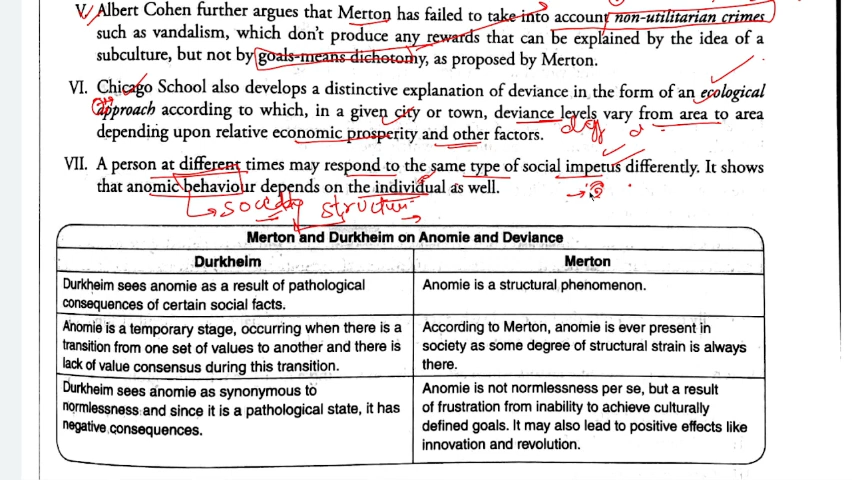 V. Albert Cohen further argues that Merton has failed to take into account non-utilitarian crimes
such as vandalism, which don't produce any rewards that can be explained by the idea of a
subculture, but not by goals-means dichotomy, as proposed by Merton.
VI. Chicago School also develops a distinctive explanation of deviance in the form of an ecological
approach according to which, in a given city or town, deviance levels vary from area to area
depending upon relative economic prosperity and other factors.
VII. A person at different times may respond to the same type of social impetus differently. It shows
that anomic behaviour depends on the individual as well.
structure
Merton and Durkheim on Anomie and Deviance
Durkheim
Merton
Durkheim sees anomie as a result of pathological
consequences of certain social facts.
Anomie is a structural phenomenon.
Anomie is a temporary stage, occurring when there is a
transition from one set of values to another and there is
lack of value consensus during this transition.
According to Merton, anomie is ever present in
society as some degree of structural strain is always
there.
Durkheim sees anomie as synonymous to
normlessness and since it is a pathological state, it has
negative consequences.
Anomie is not normlessness per se, but a result
of frustration from inability to achieve culturally
defined goals. It may also lead to positive effects like
innovation and revolution.